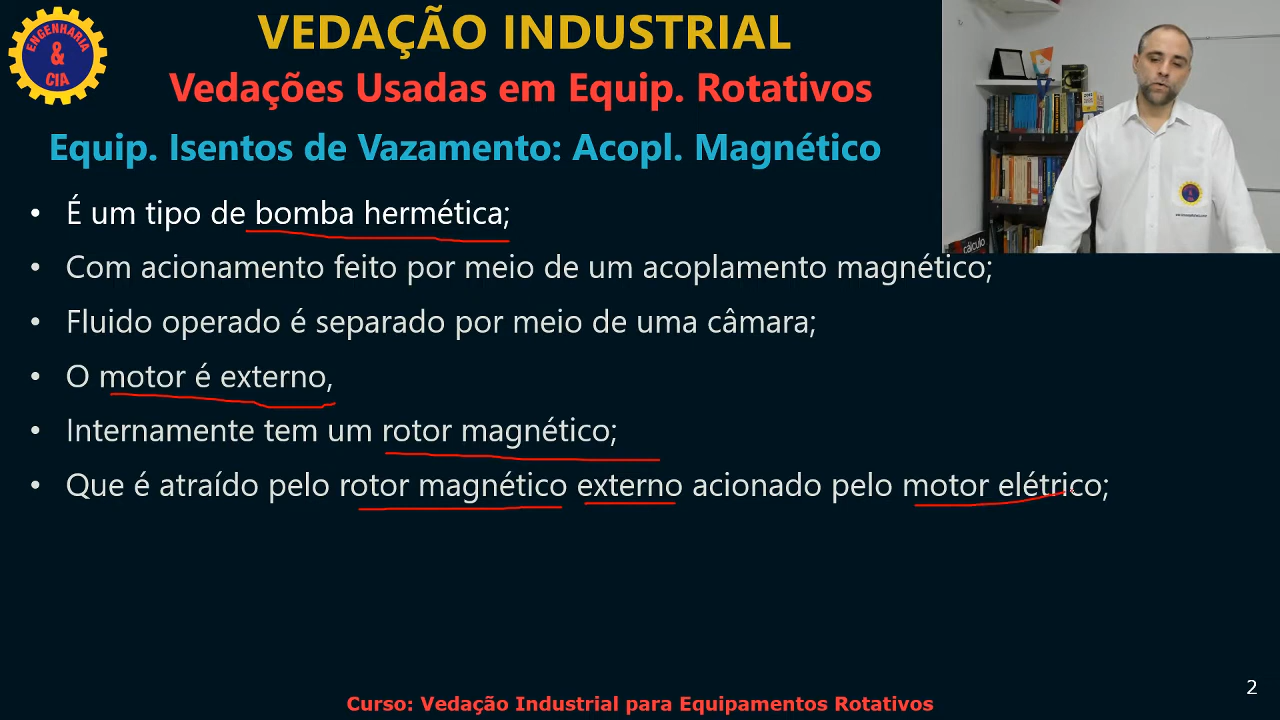 ENGENHARIA
&
CIA
VEDAÇÃO INDUSTRIAL
Vedações Usadas em Equip. Rotativos
Equip. Isentos de Vazamento: Acopl. Magnético
• É um tipo de bomba hermética;
• Com acionamento feito por meio de um acoplamento magnético;
• Fluido operado é separado por meio de uma câmara;
• O motor é externo,
• Internamente tem um rotor magnético;
• Que é atraído pelo rotor magnético externo acionado pelo motor elétrico;
cálculo
Curso: Vedação Industrial para Equipamentos Rotativos
2